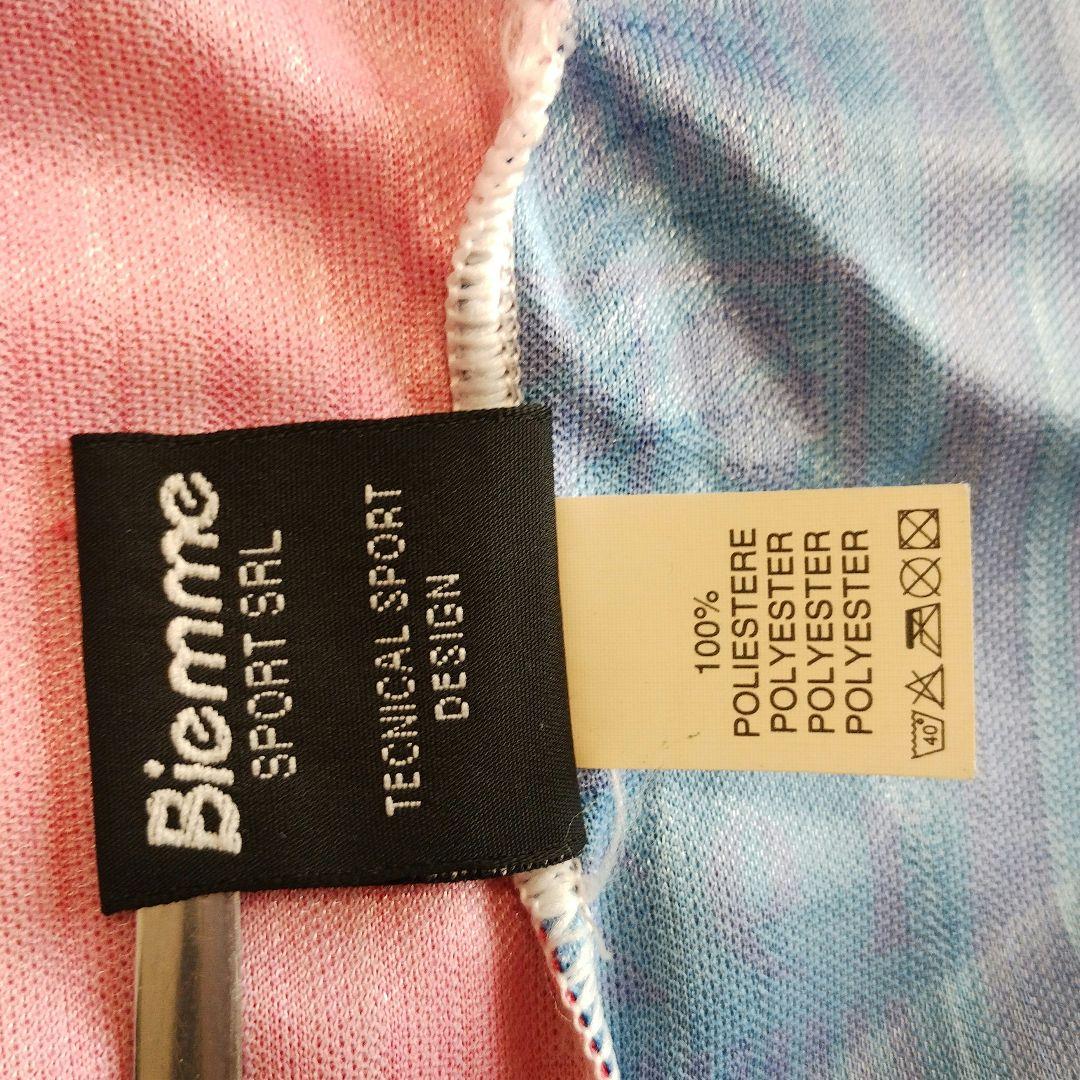 Biemme
SPORT SRL
TECNICAL SPORT
DESIGN
100%
POLIESTERE
POLYESTER
POLYESTER
POLYESTER
40°